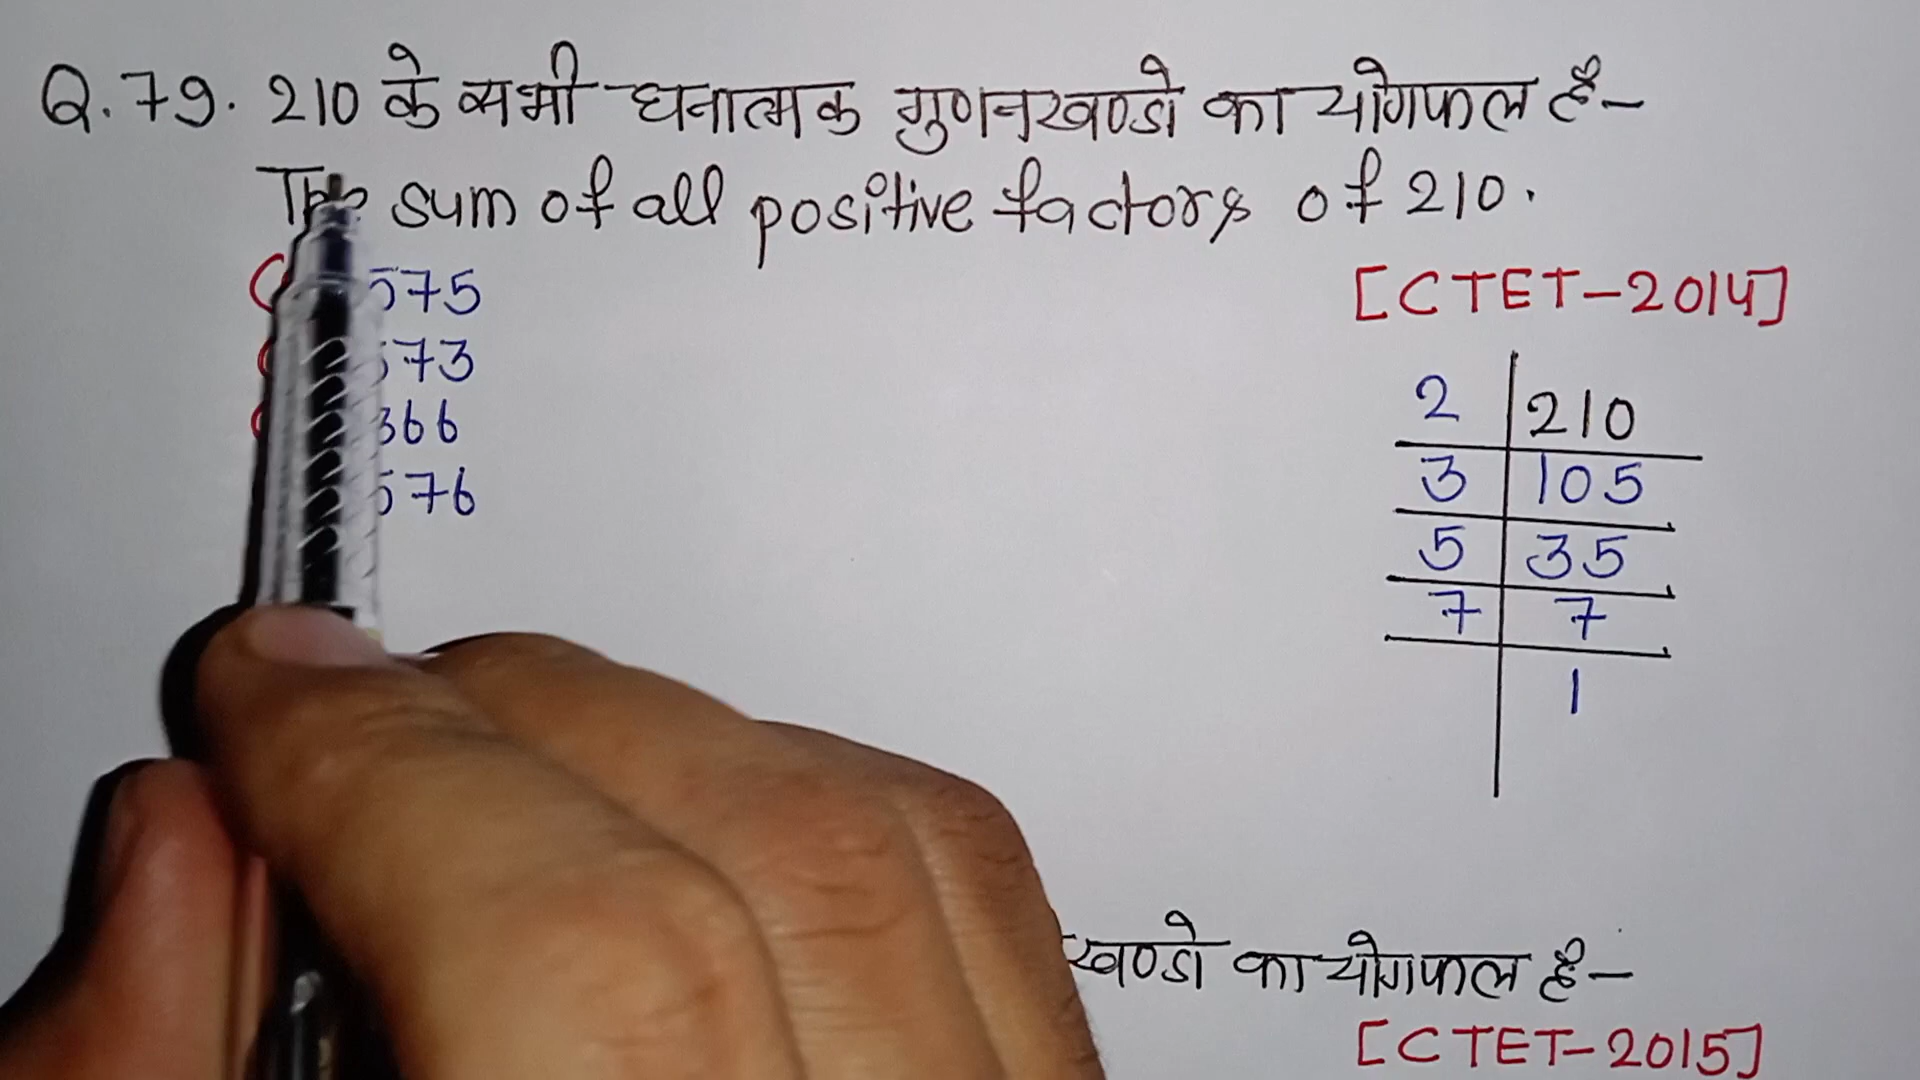 Q.79. 210 के सभी धनात्मक गुणनखण्डो का योगफल है-
The sum of all positive factors of 210.
575
[CTET-2014]
573
366
576
2 210
3 105
5 35
7 7
1
खण्डो का योगफल है-
[CTET-2015]